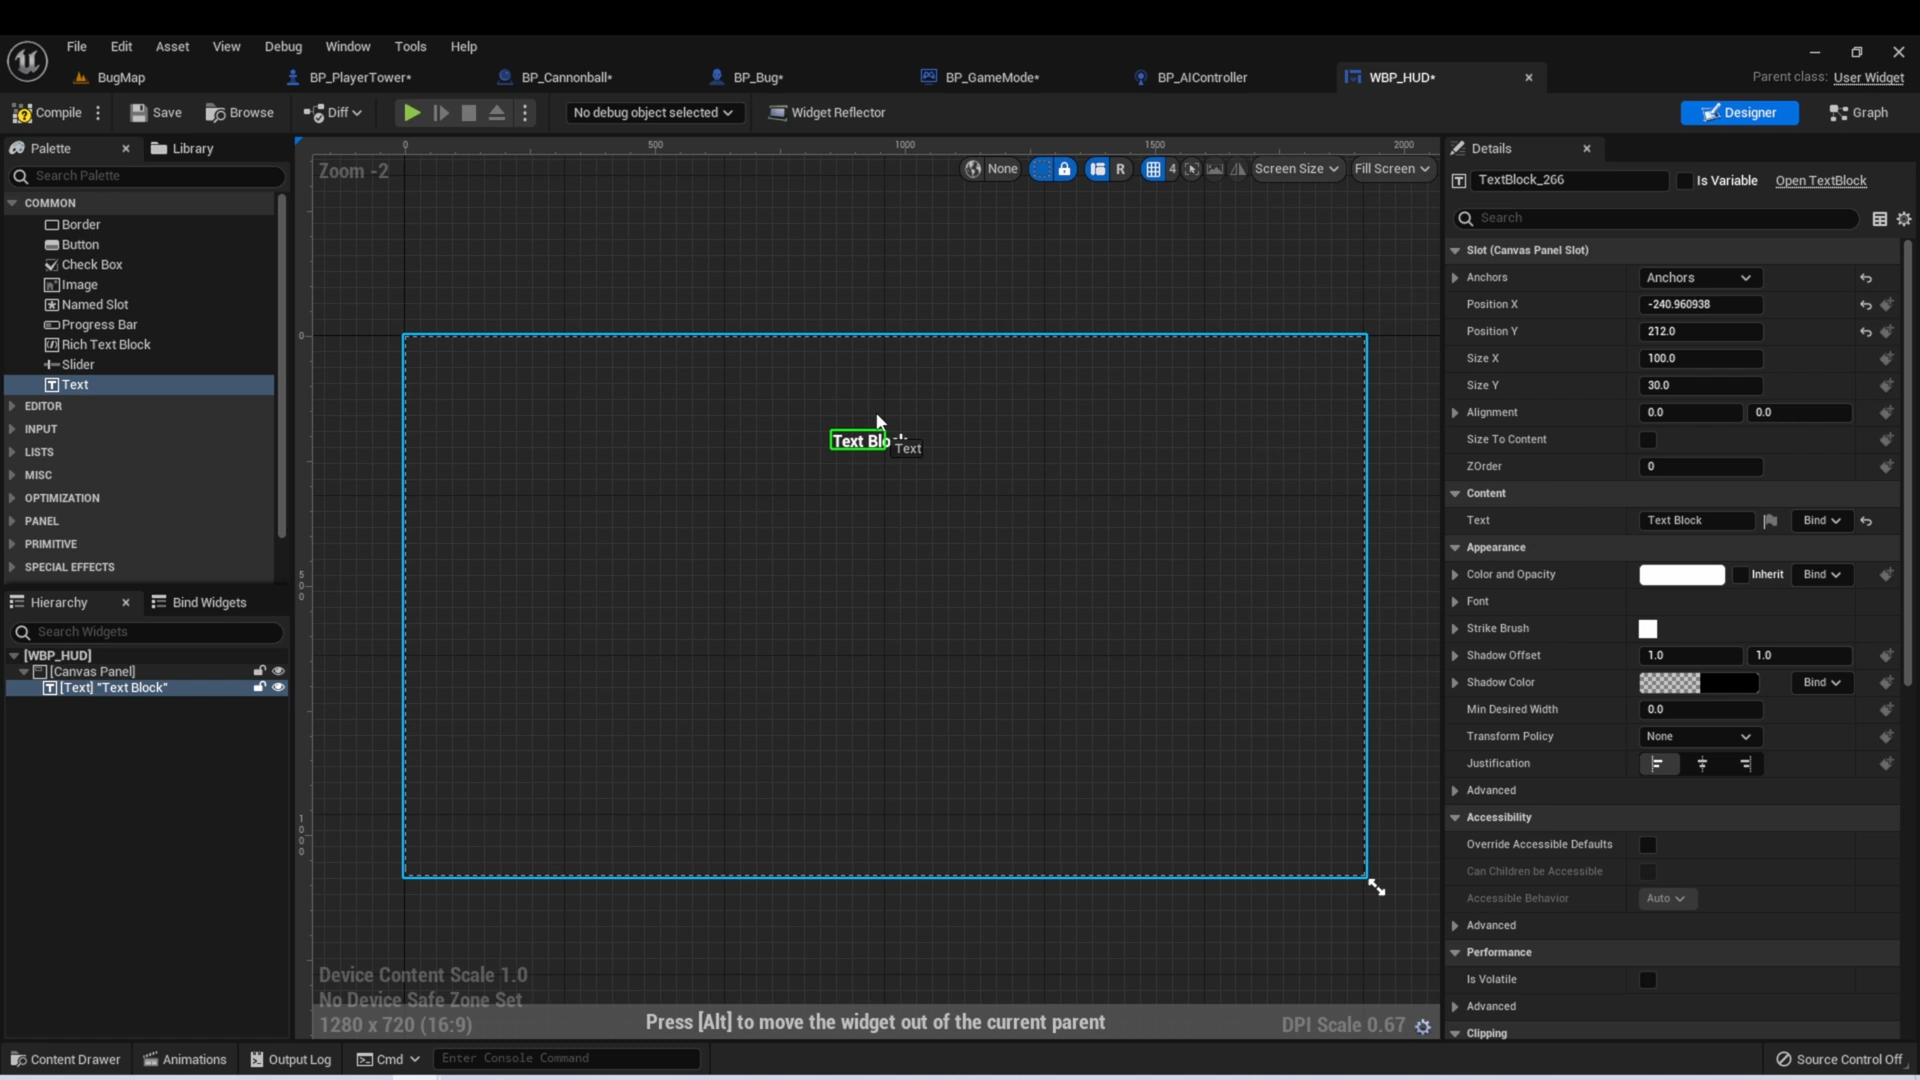 File Edit Asset View Debug Window Tools Help
BugMap BP_PlayerTower* BP_Cannonball* BP_Bug* BP_GameMode* BP_AIController WBP_HUD* Parent class: User Widget
Compile Save Browse Diff No debug object selected Widget Reflector Designer Graph
Palette Library
Search Palette
COMMON
Border
Button
Check Box
Image
Named Slot
Progress Bar
Rich Text Block
Slider
Text
EDITOR
INPUT
LISTS
MISC
OPTIMIZATION
PANEL
PRIMITIVE
SPECIAL EFFECTS
Hierarchy Bind Widgets
Search Widgets
[WBP_HUD]
[Canvas Panel]
[Text] "Text Block"
0 500 1000 1500 2000
Zoom -2 None R 4 Screen Size Fill Screen
0
Text Blo
Text
5
0
0
1
0
0
0
Device Content Scale 1.0
No Device Safe Zone Set
1280 x 720 (16:9) Press [Alt] to move the widget out of the current parent DPI Scale 0.67
Details
TextBlock_266 Is Variable Open TextBlock
Search
Slot (Canvas Panel Slot)
Anchors Anchors
Position X -240.960938
Position Y 212.0
Size X 100.0
Size Y 30.0
Alignment 0.0 0.0
Size To Content
ZOrder 0
Content
Text Text Block Bind
Appearance
Color and Opacity Inherit Bind
Font
Strike Brush
Shadow Offset 1.0 1.0
Shadow Color Bind
Min Desired Width 0.0
Transform Policy None
Justification
Advanced
Accessibility
Override Accessible Defaults
Can Children be Accessible
Accessible Behavior Auto
Advanced
Performance
Is Volatile
Advanced
Clipping
Content Drawer Animations Output Log Cmd Enter Console Command Source Control Off